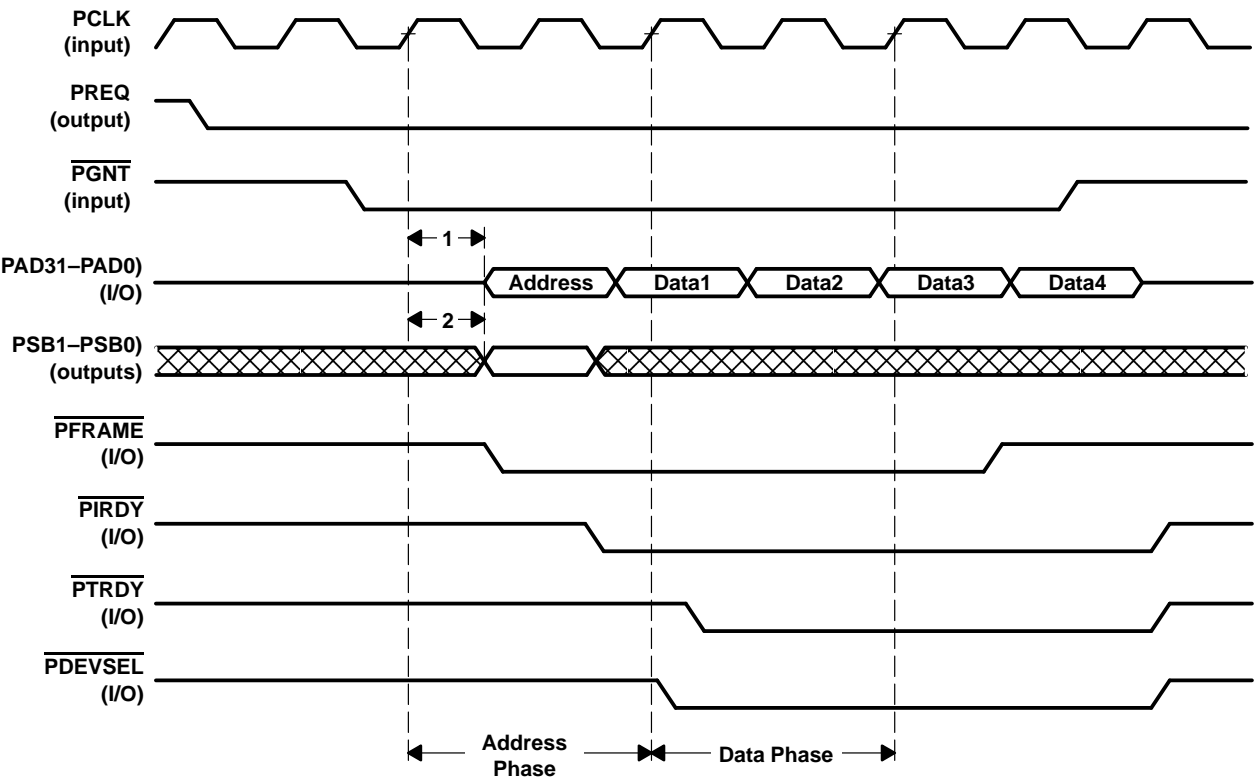 PCLK
(input)
PREQ
(output)
PGNT
(input)
1
PAD31–PAD0)
(I/O)
Address
Data1
Data2
Data3
Data4
2
PSB1–PSB0)
(outputs)
PFRAME
(I/O)
PIRDY
(I/O)
PTRDY
(I/O)
PDEVSEL
(I/O)
Address
Phase
Data Phase